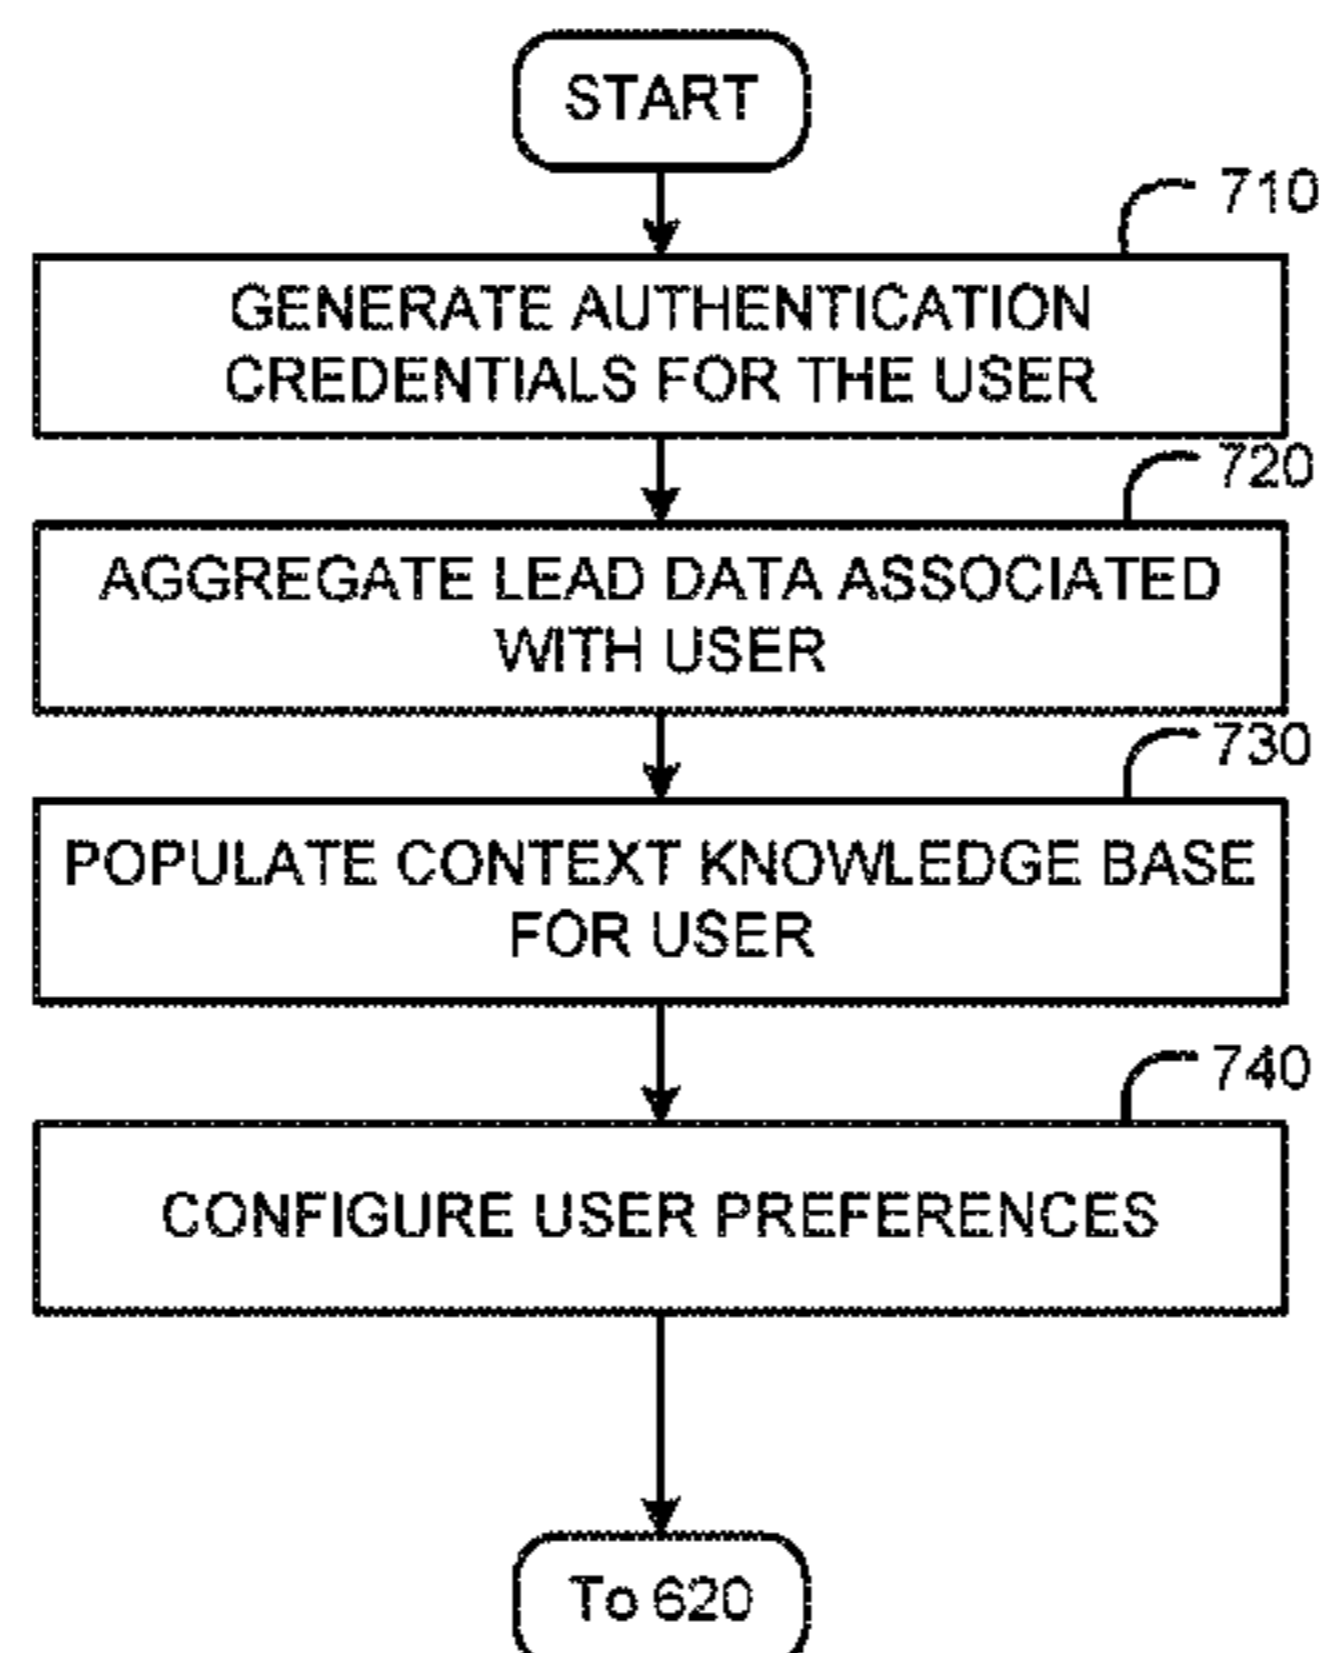 START
710
GENERATE AUTHENTICATION
CREDENTIALS FOR THE USER
720
AGGREGATE LEAD DATA ASSOCIATED
WITH USER
730
POPULATE CONTEXT KNOWLEDGE BASE
FOR USER
740
CONFIGURE USER PREFERENCES
To 620